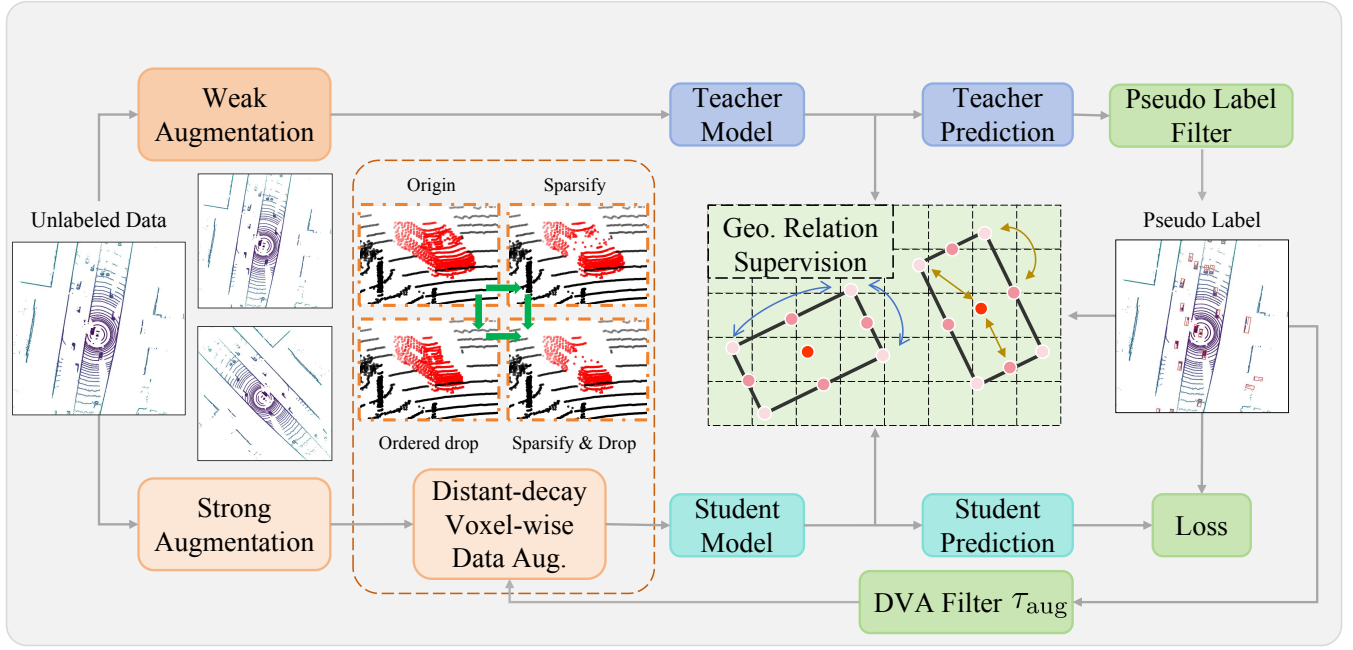 Weak
Augmentation
Teacher
Model
Teacher
Prediction
Pseudo Label
Filter
Unlabeled Data
Origin
Sparsify
Geo. Relation
Supervision
Pseudo Label
Ordered drop
Sparsify & Drop
Strong
Augmentation
Distant-decay
Voxel-wise
Data Aug.
Student
Model
Student
Prediction
Loss
DVA Filter τaug